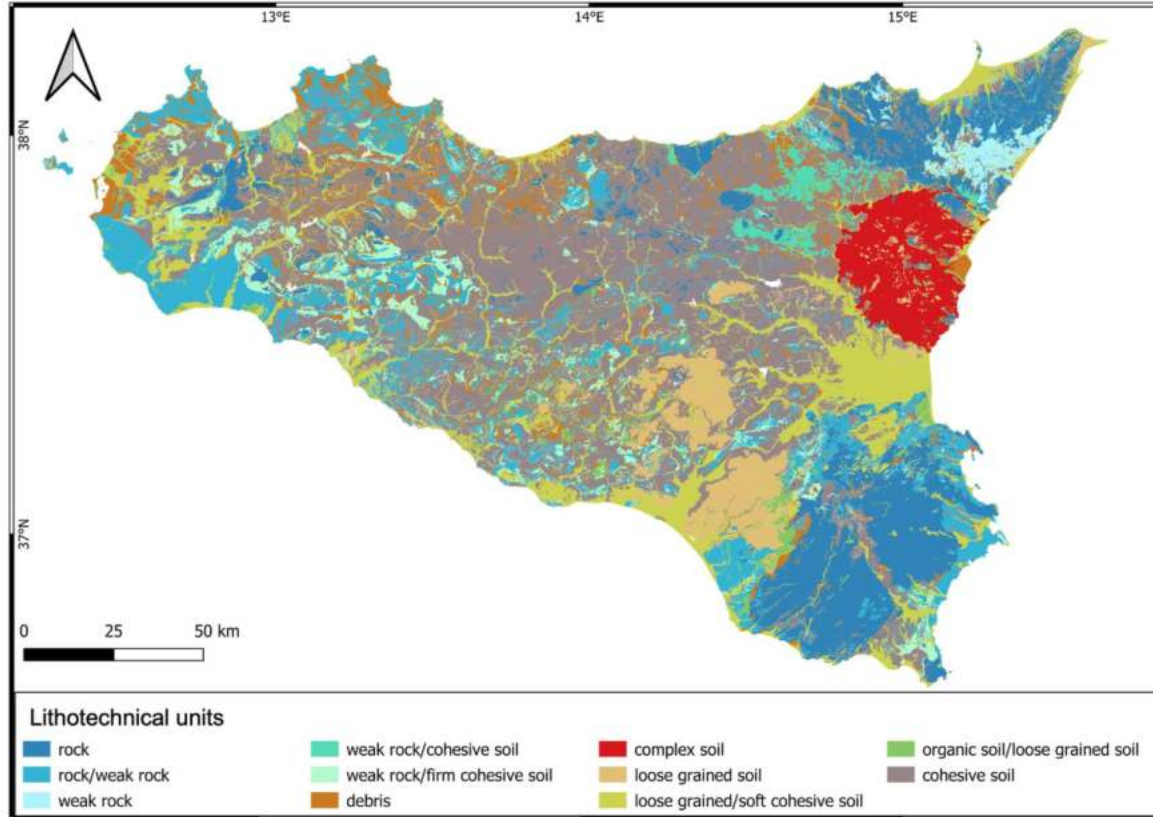 13°E
14°E
15°E
38°N
37°N
0
25
50 km
Lithotechnical units
rock
weak rock/cohesive soil
complex soil
organic soil/loose grained soil
rock/weak rock
weak rock/firm cohesive soil
loose grained soil
cohesive soil
weak rock
debris
loose grained/soft cohesive soil